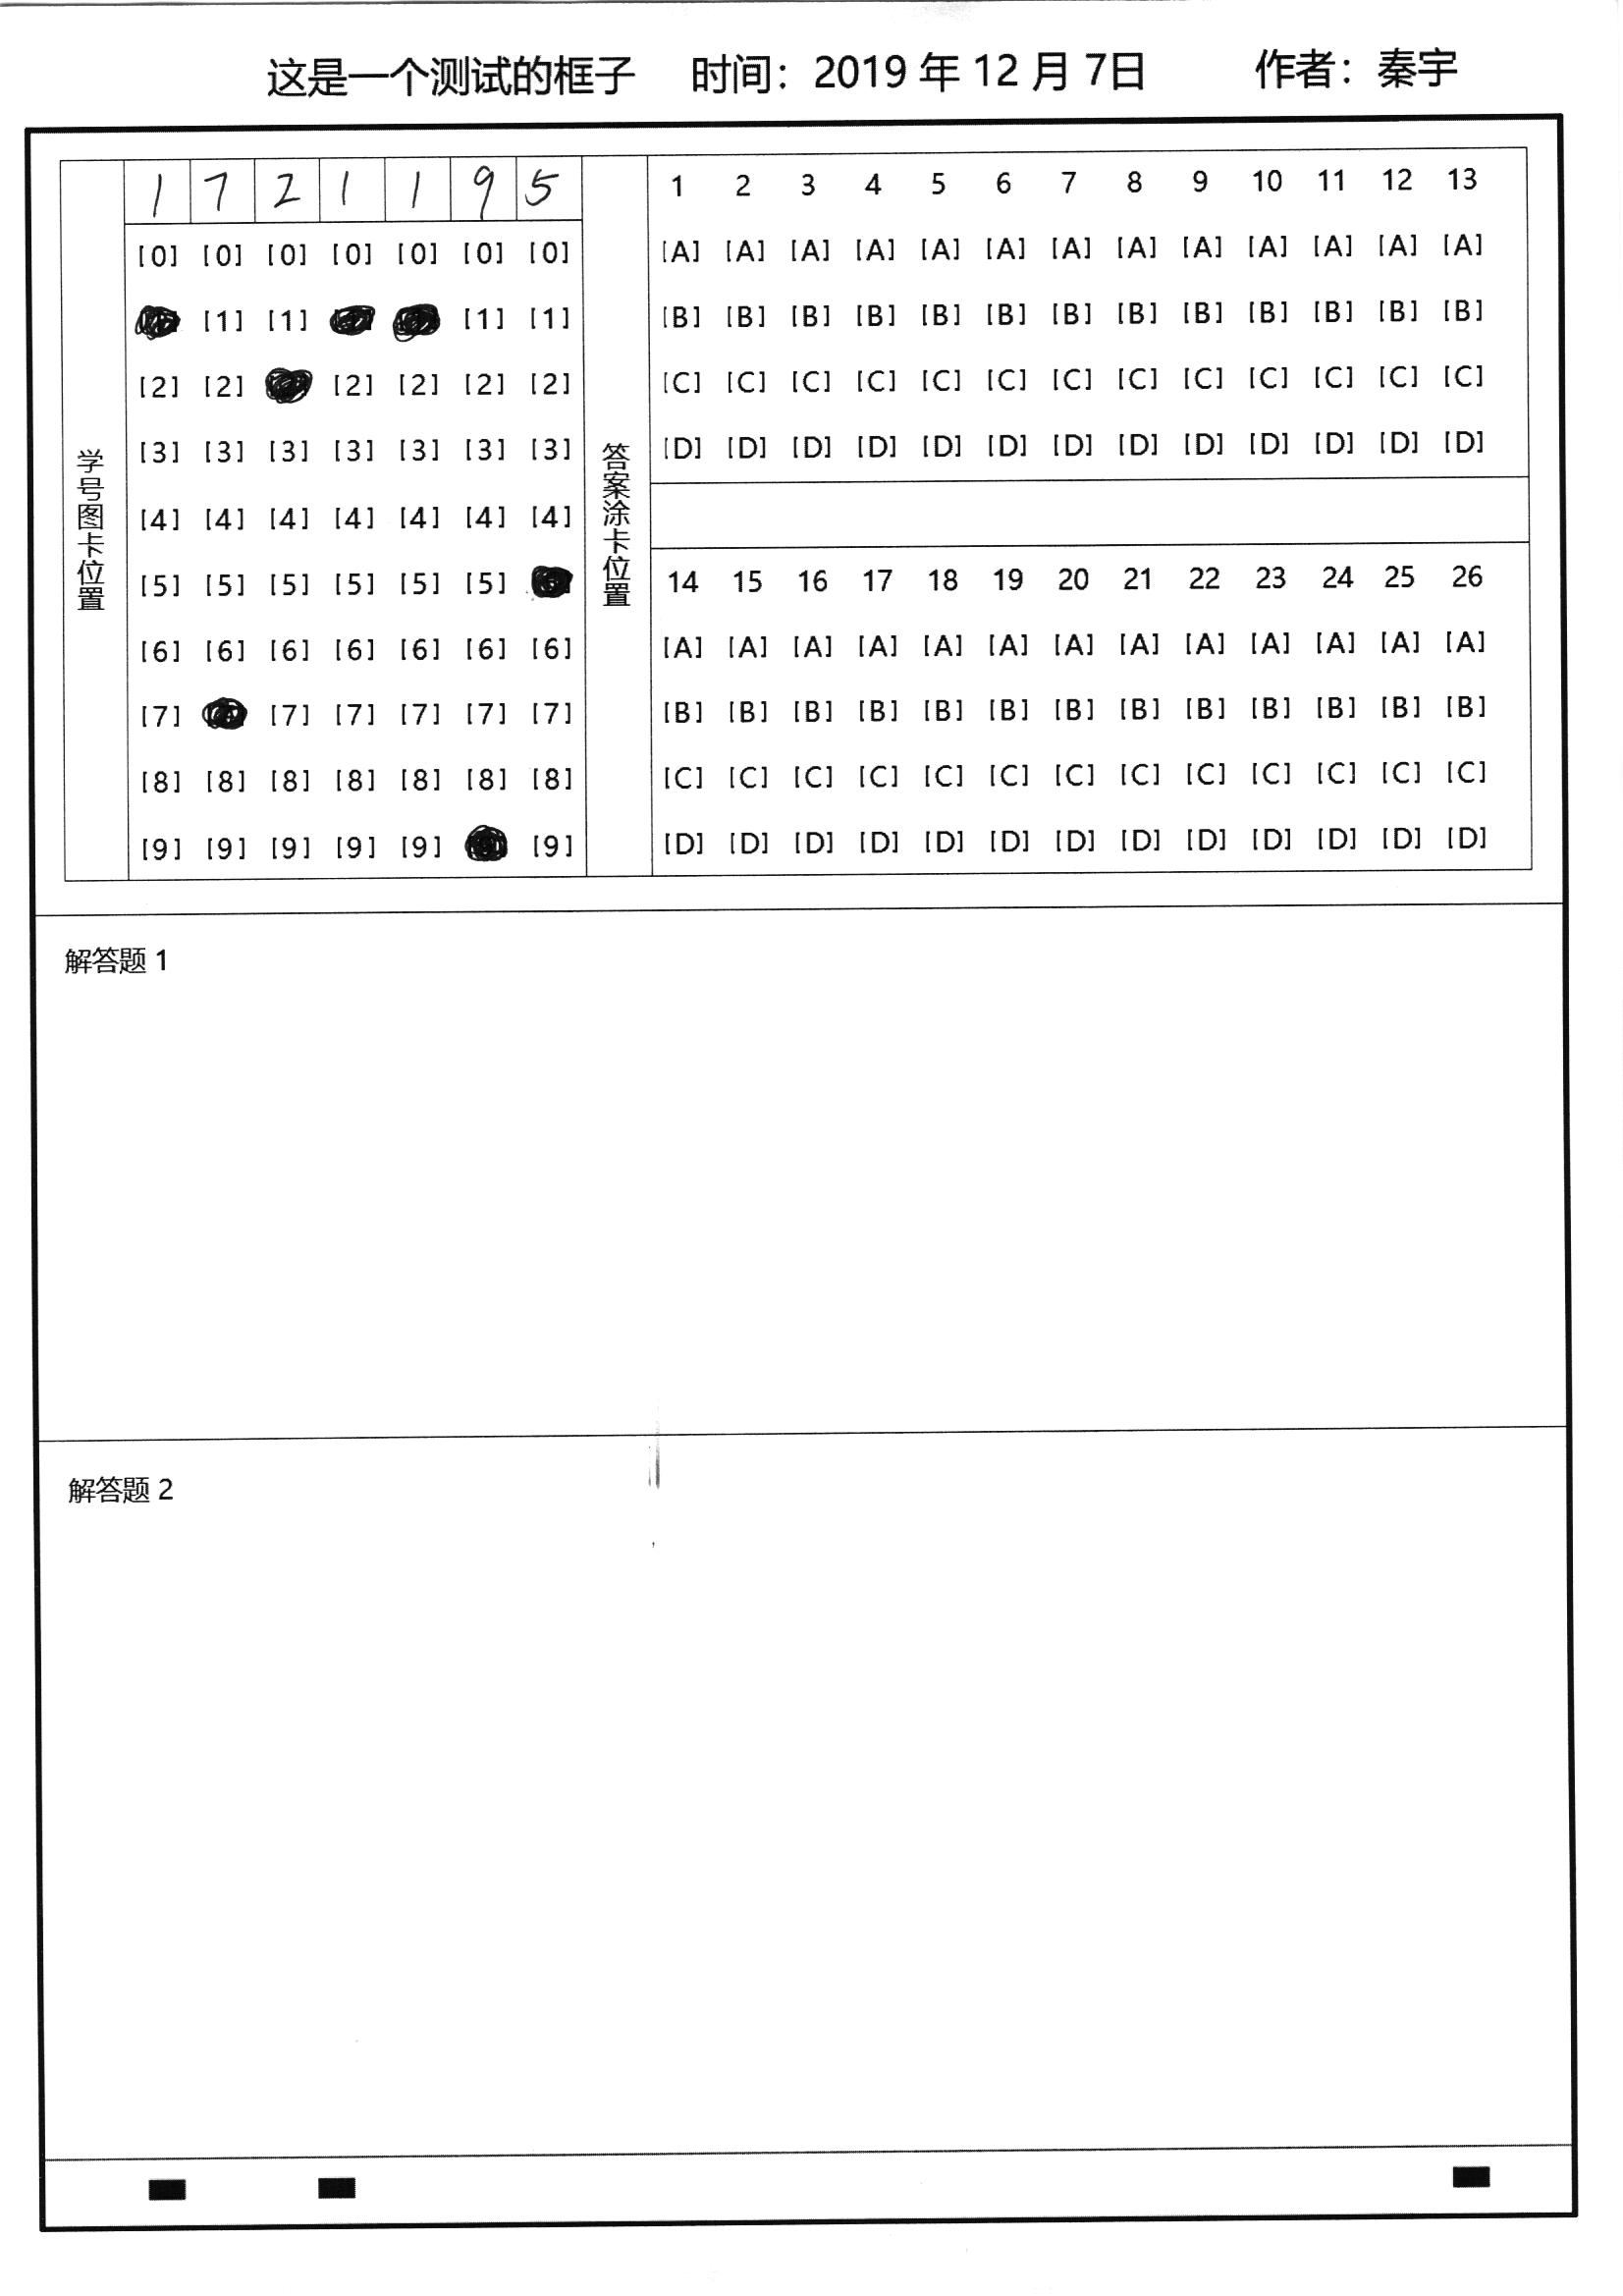 这是一个测试的框子 时间：2019 年 12 月 7日 作者：秦宇
学号图卡位置
1 7 2 1 1 9 5
[0] [0] [0] [0] [0] [0] [0]
[1] [1] [1] [1]
[2] [2] [2] [2] [2] [2]
[3] [3] [3] [3] [3] [3] [3]
[4] [4] [4] [4] [4] [4] [4]
[5] [5] [5] [5] [5] [5]
[6] [6] [6] [6] [6] [6] [6]
[7] [7] [7] [7] [7] [7]
[8] [8] [8] [8] [8] [8] [8]
[9] [9] [9] [9] [9] [9]
答案涂卡位置
1 2 3 4 5 6 7 8 9 10 11 12 13
[A] [A] [A] [A] [A] [A] [A] [A] [A] [A] [A] [A] [A]
[B] [B] [B] [B] [B] [B] [B] [B] [B] [B] [B] [B] [B]
[C] [C] [C] [C] [C] [C] [C] [C] [C] [C] [C] [C] [C]
[D] [D] [D] [D] [D] [D] [D] [D] [D] [D] [D] [D] [D]
14 15 16 17 18 19 20 21 22 23 24 25 26
[A] [A] [A] [A] [A] [A] [A] [A] [A] [A] [A] [A] [A]
[B] [B] [B] [B] [B] [B] [B] [B] [B] [B] [B] [B] [B]
[C] [C] [C] [C] [C] [C] [C] [C] [C] [C] [C] [C] [C]
[D] [D] [D] [D] [D] [D] [D] [D] [D] [D] [D] [D] [D]
解答题 1
解答题 2